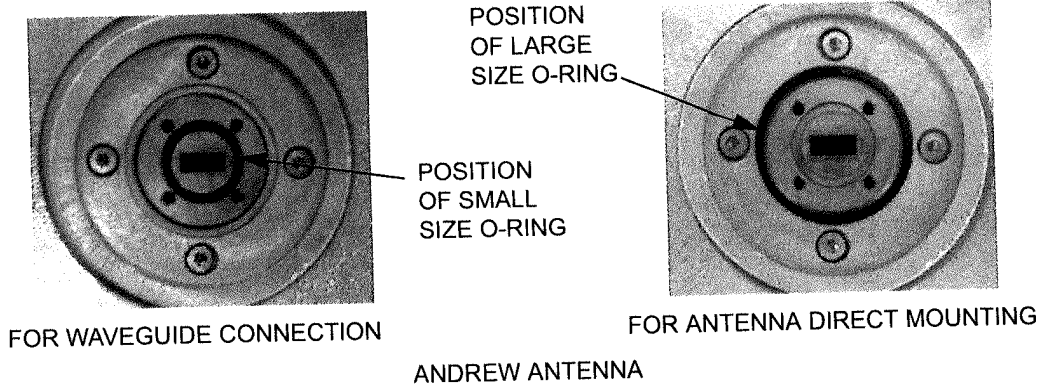 POSITION
OF LARGE
SIZE O-RING
POSITION
OF SMALL
SIZE O-RING
FOR WAVEGUIDE CONNECTION
FOR ANTENNA DIRECT MOUNTING
ANDREW ANTENNA